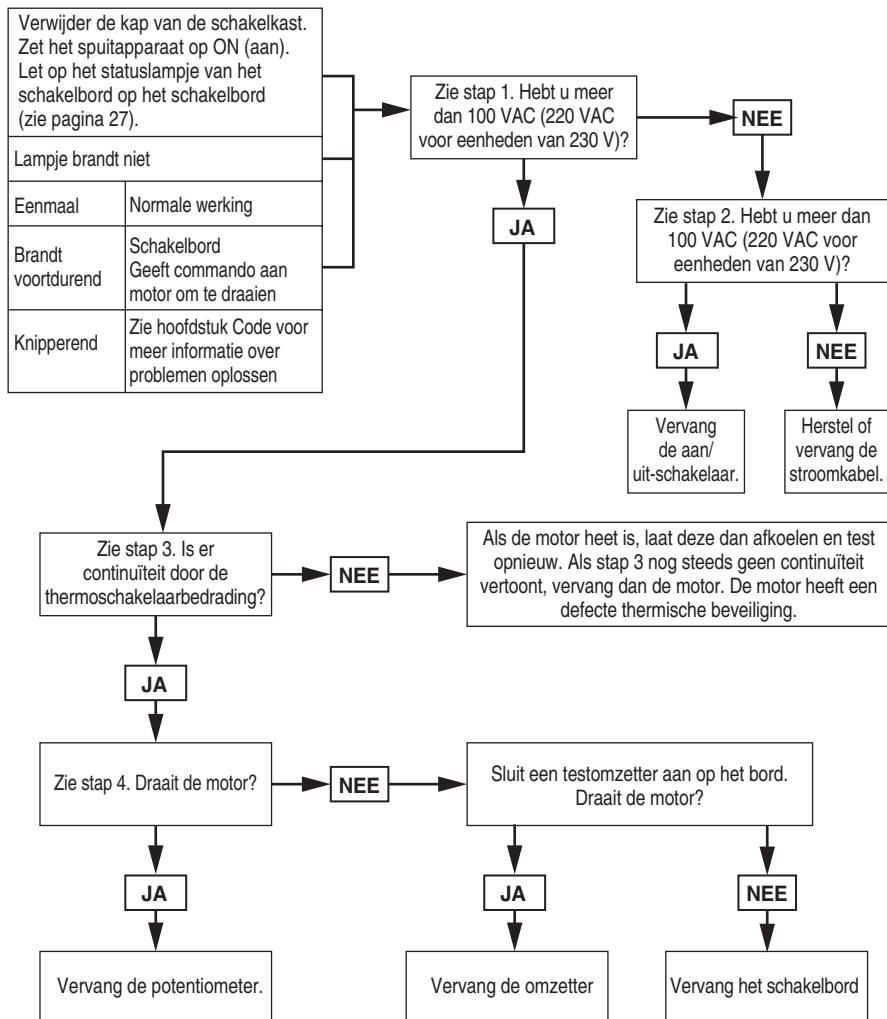 Verwijder de kap van de schakelkast.
Zet het spuitapparaat op ON (aan).
Let op het statuslampje van het
schakelbord op het schakelbord
(zie pagina 27).
Lampje brandt niet
Eenmaal
Normale werking
Brandt
voortdurend
Schakelbord
Geeft commando aan
motor om te draaien
Knipperend
Zie hoofdstuk Code voor
meer informatie over
problemen oplossen
Zie stap 1. Hebt u meer
dan 100 VAC (220 VAC
voor eenheden van 230 V)?
NEE
JA
Zie stap 2. Hebt u meer dan
100 VAC (220 VAC voor
eenheden van 230 V)?
JA
NEE
Vervang
de aan/
uit-schakelaar.
Herstel of
vervang de
stroomkabel.
Zie stap 3. Is er
continuïteit door de
thermoschakelaarbedrading?
NEE
Als de motor heet is, laat deze dan afkoelen en test
opnieuw. Als stap 3 nog steeds geen continuïteit
vertoont, vervang dan de motor. De motor heeft een
defecte thermische beveiliging.
JA
Zie stap 4. Draait de motor?
NEE
Sluit een testomzetter aan op het bord.
Draait de motor?
JA
JA
NEE
Vervang de potentiometer.
Vervang de omzetter
Vervang het schakelbord